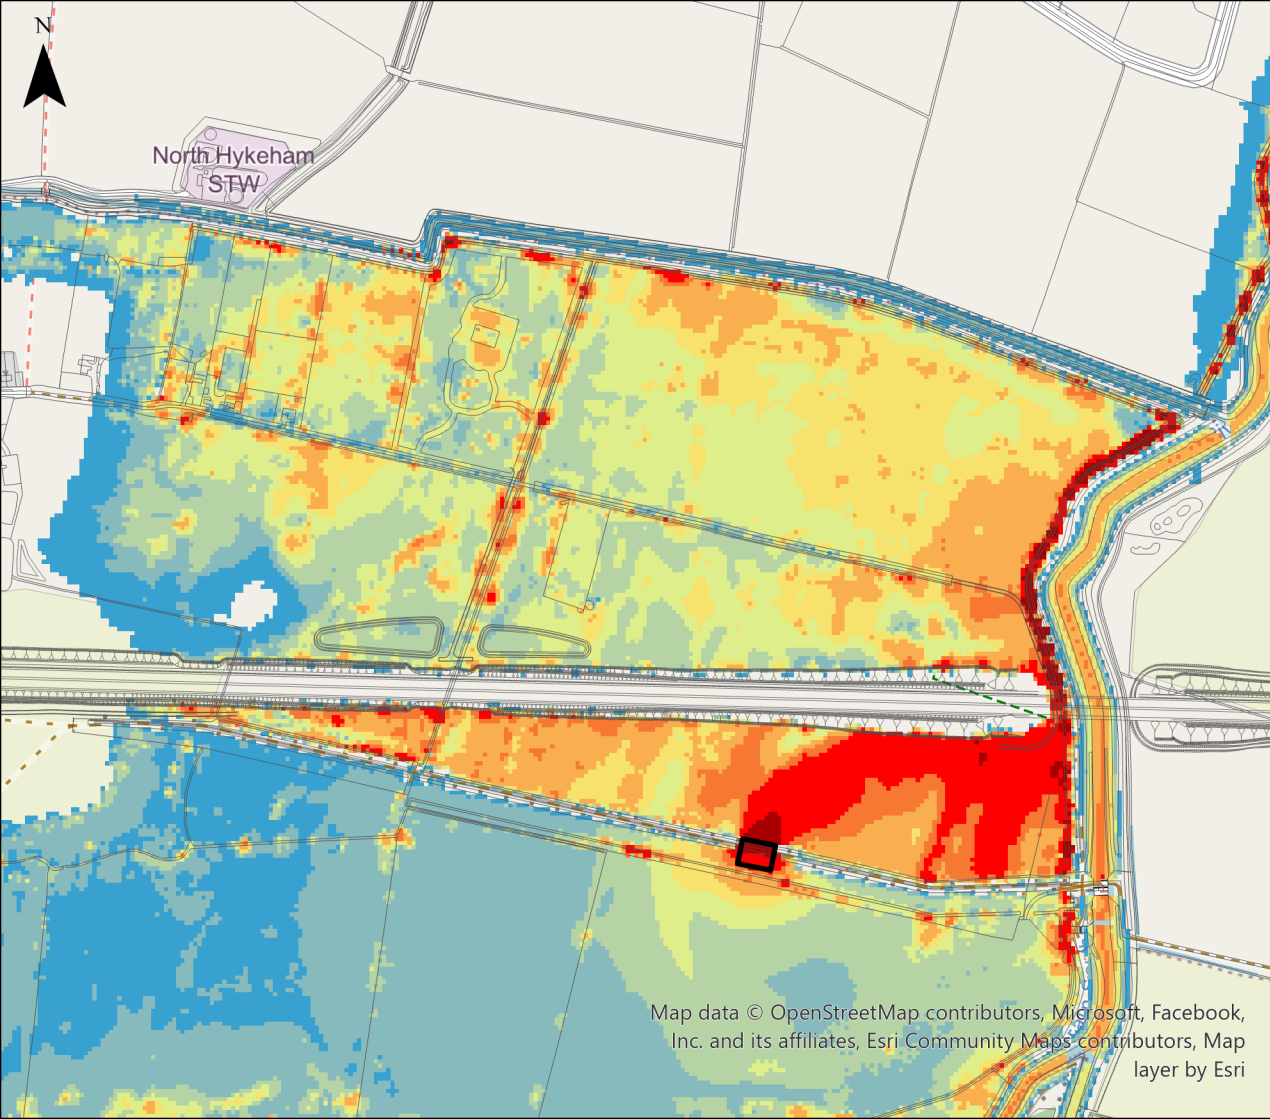 N
North Hykeham
STW
Map data © OpenStreetMap contributors, Microsoft, Facebook,
Inc. and its affiliates, Esri Community Maps contributors, Map
layer by Esri